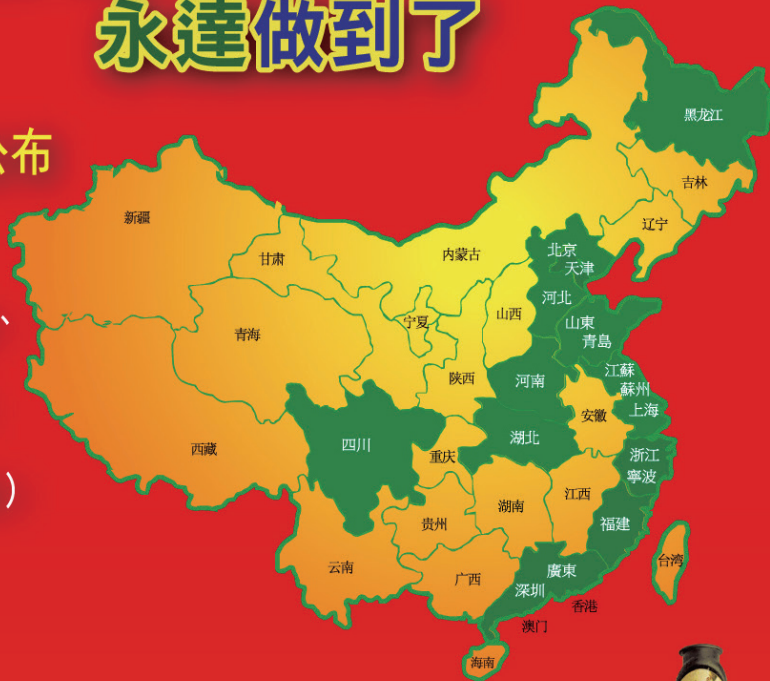 永達做到了
公布
黑龙江
吉林
辽宁
新疆
甘肃
内蒙古
北京
天津
河北
山西
宁夏
青海
山東
青島
陕西
河南
江蘇
蘇州
上海
安徽
湖北
四川
西藏
重庆
浙江
寧波
江西
湖南
福建
贵州
云南
广西
廣東
深圳
台湾
香港
澳门
海南
、
)